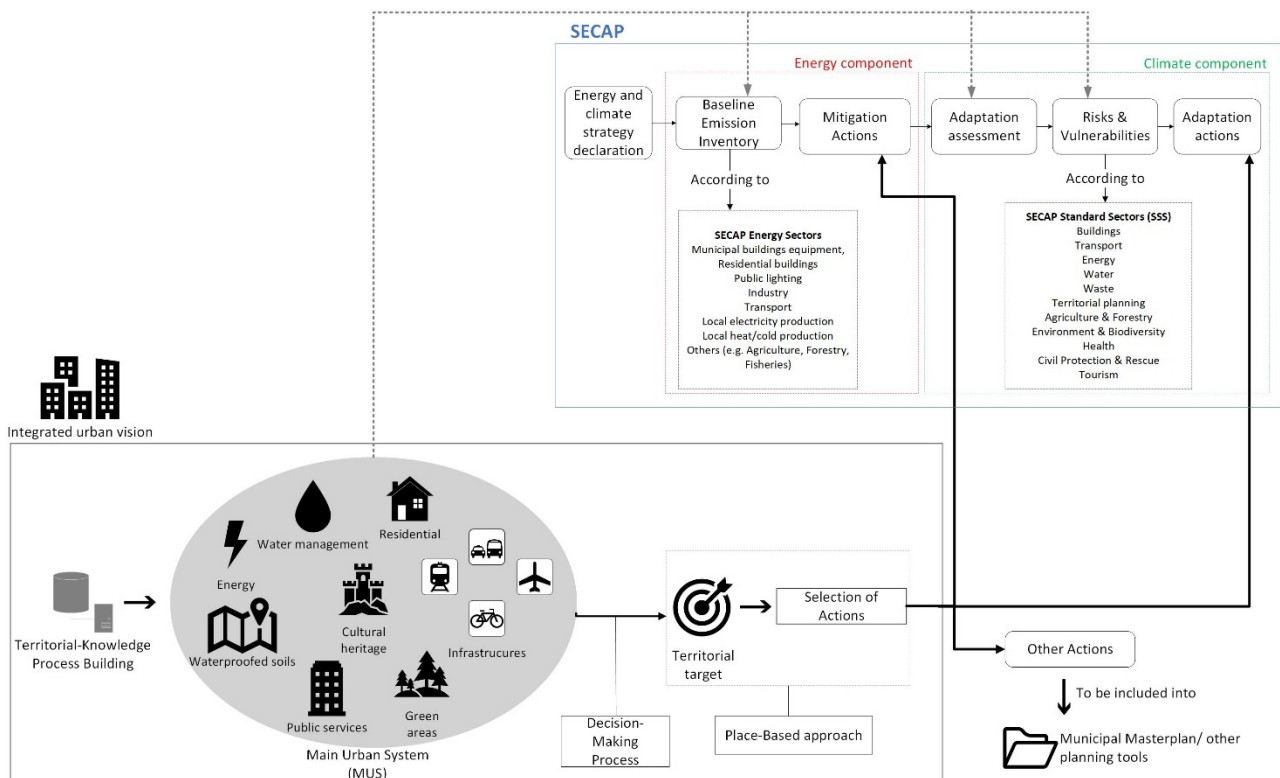 SECAP
Energy component
Climate component
Energy and
climate
strategy
declaration
Baseline
Emission
Inventory
Mitigation
Actions
Adaptation
assessment
Risks &
Vulnerabilities
Adaptation
actions
According to
According to
SECAP Energy Sectors
Municipal buildings equipment,
Residential buildings
Public lighting
Industry
Transport
Local electricity production
Local heat/cold production
Others (e.g. Agriculture, Forestry,
Fisheries)
SECAP Standard Sectors (SSS)
Buildings
Transport
Energy
Water
Waste
Territorial planning
Agriculture & Forestry
Environment & Biodiversity
Health
Civil Protection & Rescue
Tourism
Integrated urban vision
Territorial-Knowledge
Process Building
Water management
Residential
Energy
Waterproofed soils
Cultural
heritage
Infrastrucures
Public services
Green
areas
Main Urban System
(MUS)
Decision-
Making
Process
Territorial
target
Selection of
Actions
Place-Based approach
Other Actions
To be included into
Municipal Masterplan/ other
planning tools